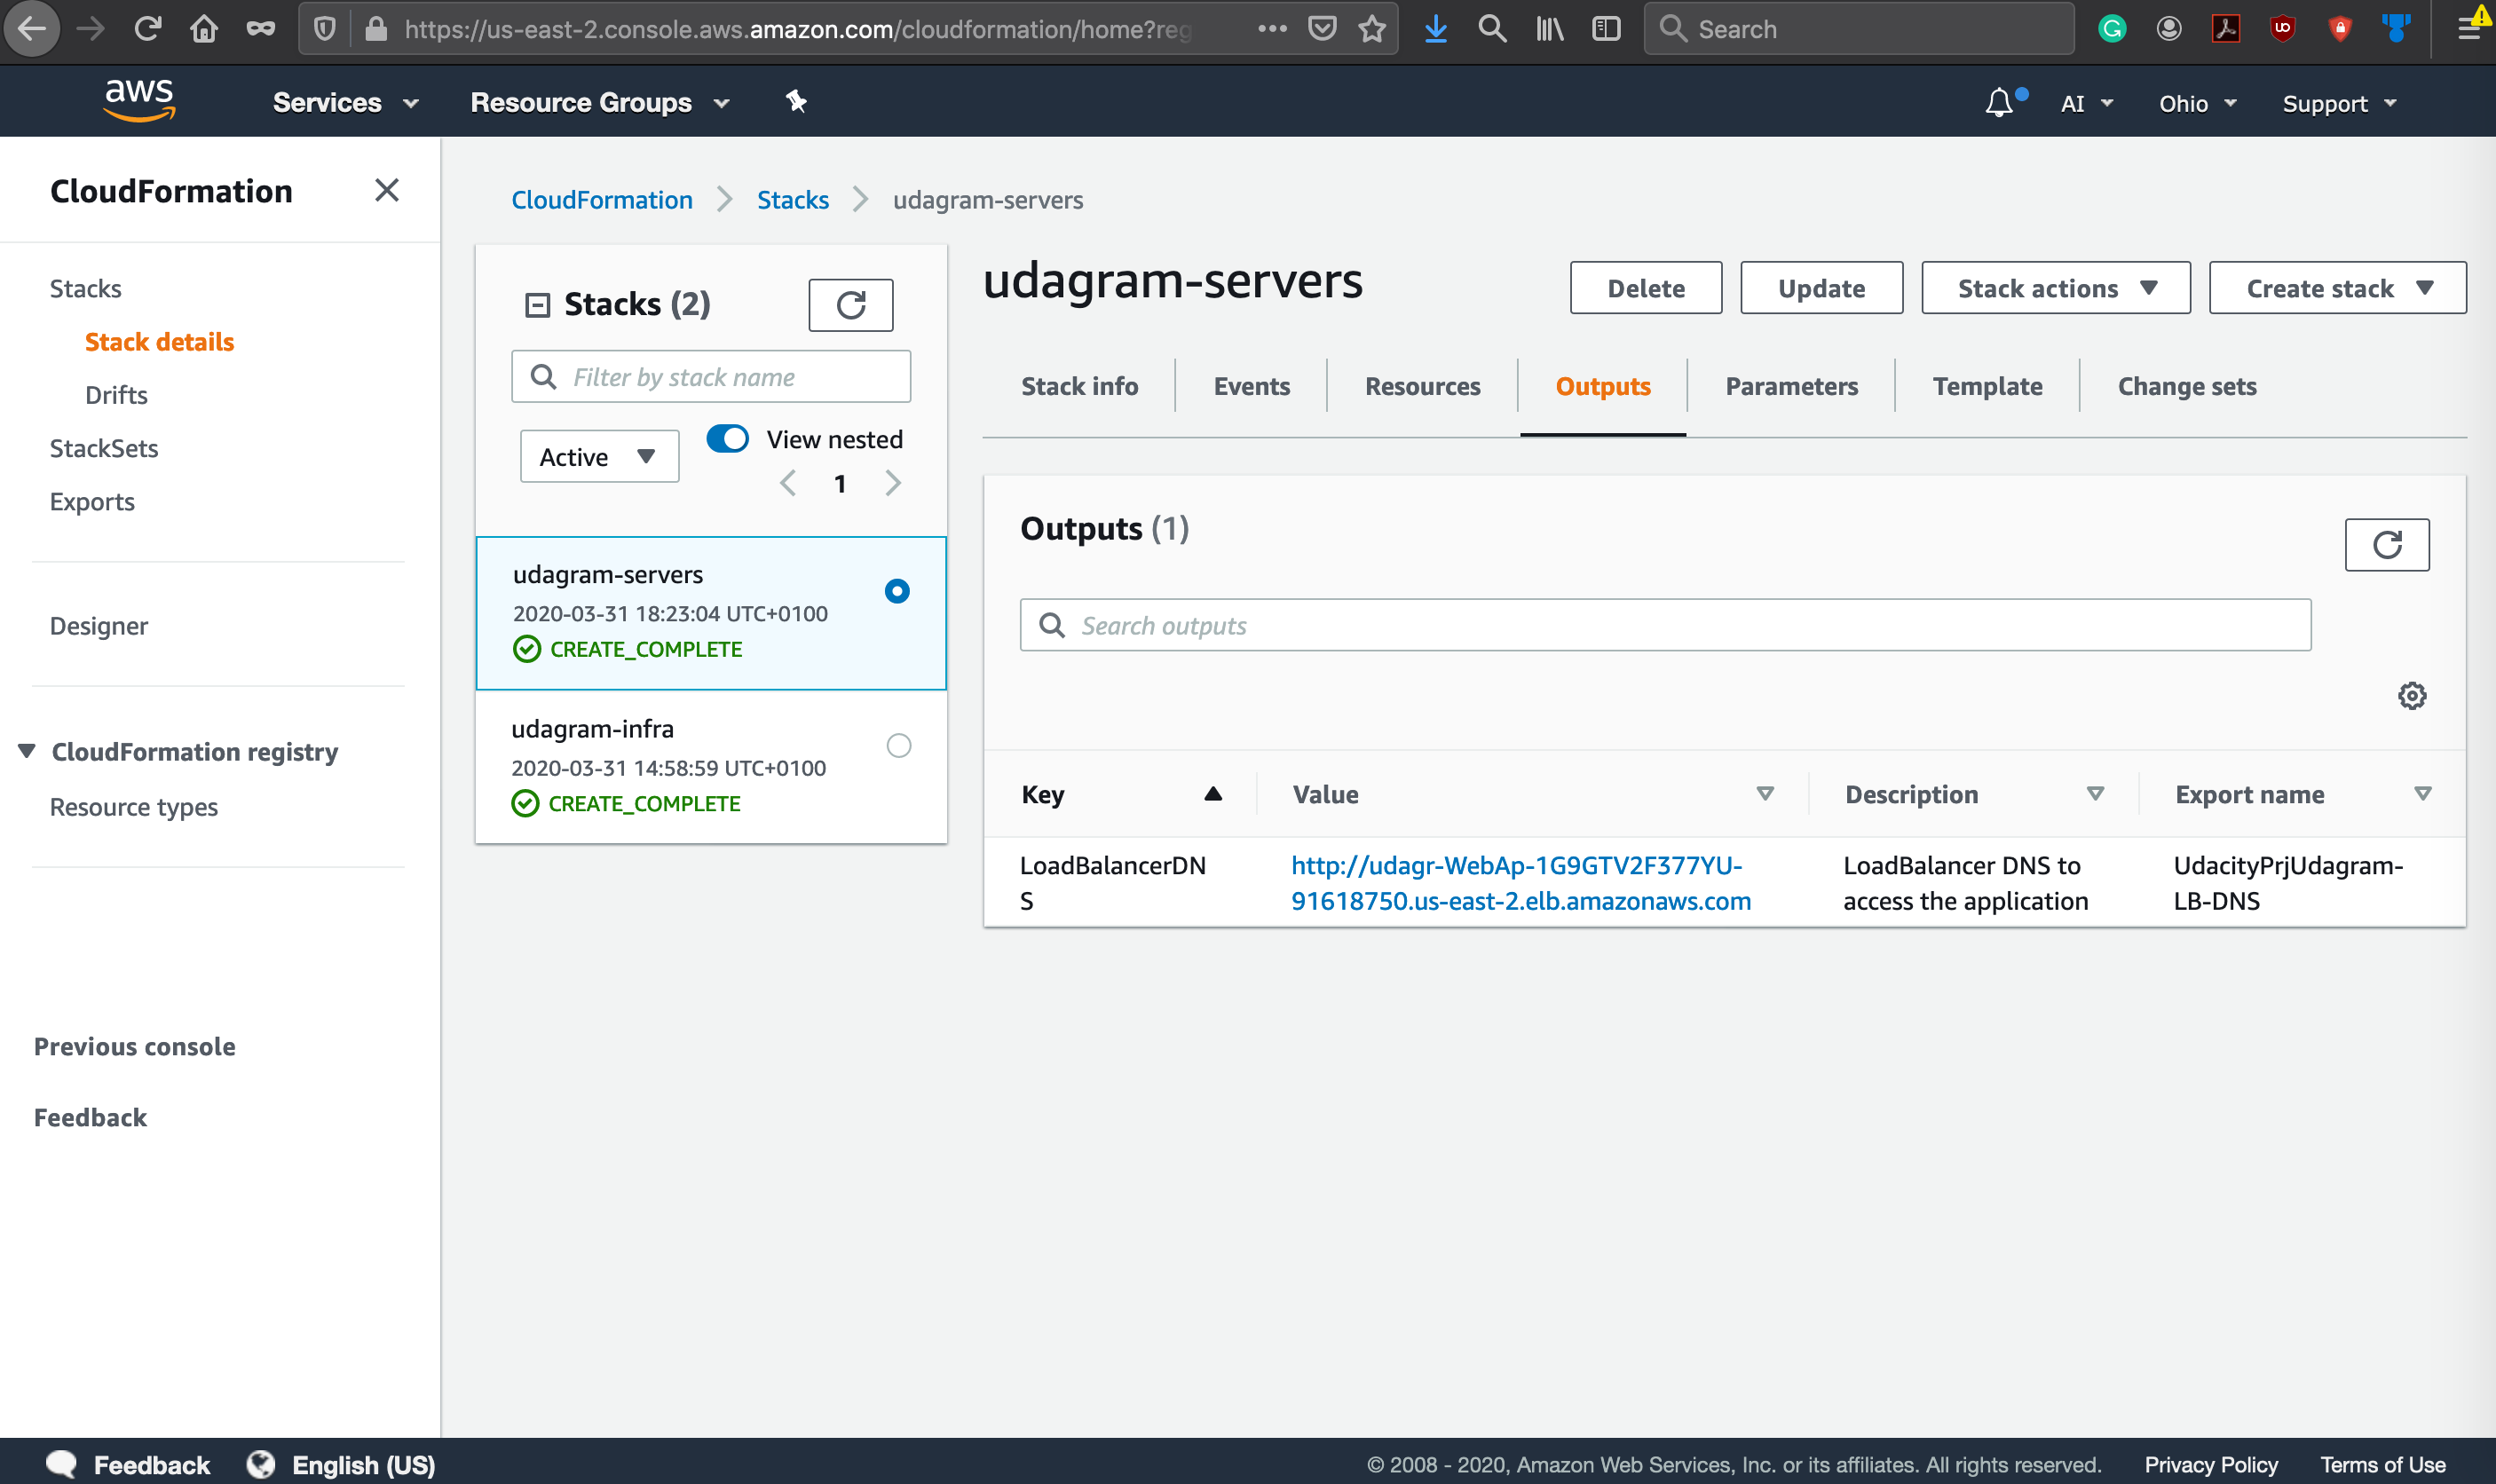 https://us-east-2.console.aws.amazon.com/cloudformation/home?reg
Search
aws
Services
Resource Groups
AI
Ohio
Support
CloudFormation
Stacks
Stack details
Drifts
StackSets
Exports
Designer
CloudFormation registry
Resource types
Previous console
Feedback
CloudFormation > Stacks > udagram-servers
Stacks (2)
Filter by stack name
Active
View nested
1
udagram-servers
2020-03-31 18:23:04 UTC+0100
CREATE_COMPLETE
udagram-infra
2020-03-31 14:58:59 UTC+0100
CREATE_COMPLETE
udagram-servers
Delete
Update
Stack actions
Create stack
Stack info
Events
Resources
Outputs
Parameters
Template
Change sets
Outputs (1)
Search outputs
Key
Value
Description
Export name
LoadBalancerDN
S
http://udagr-WebAp-1G9GTV2F377YU-
91618750.us-east-2.elb.amazonaws.com
LoadBalancer DNS to
access the application
UdacityPrjUdagram-
LB-DNS
Feedback
English (US)
© 2008 - 2020, Amazon Web Services, Inc. or its affiliates. All rights reserved.
Privacy Policy
Terms of Use